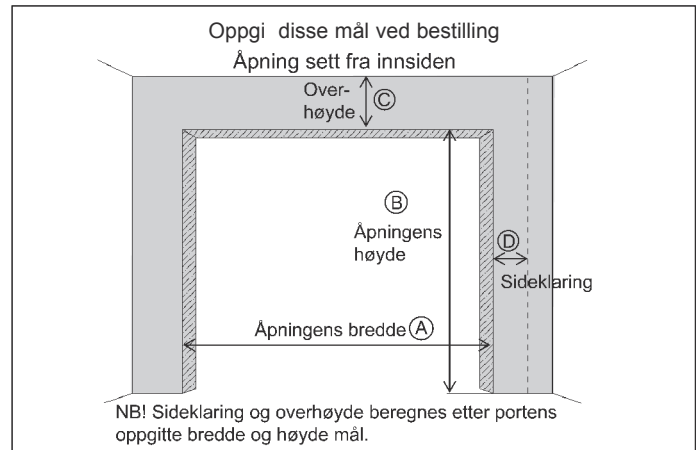 Oppgi disse mål ved bestilling
Åpning sett fra innsiden
Over-
høyde
C
B
Åpningens
høyde
D
Sideklaring
Åpningens bredde A
NB! Sideklaring og overhøyde beregnes etter portens
oppgitte bredde og høyde mål.